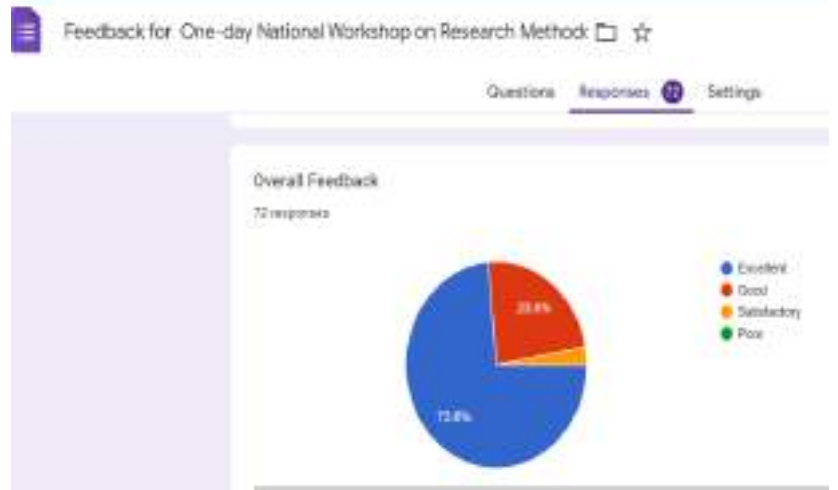 Feedback for One-day National Workshop on Research Method
Questions Responses 72 Settings
Overall Feedback
72 responses
Excellent
Good
Satisfactory
Poor